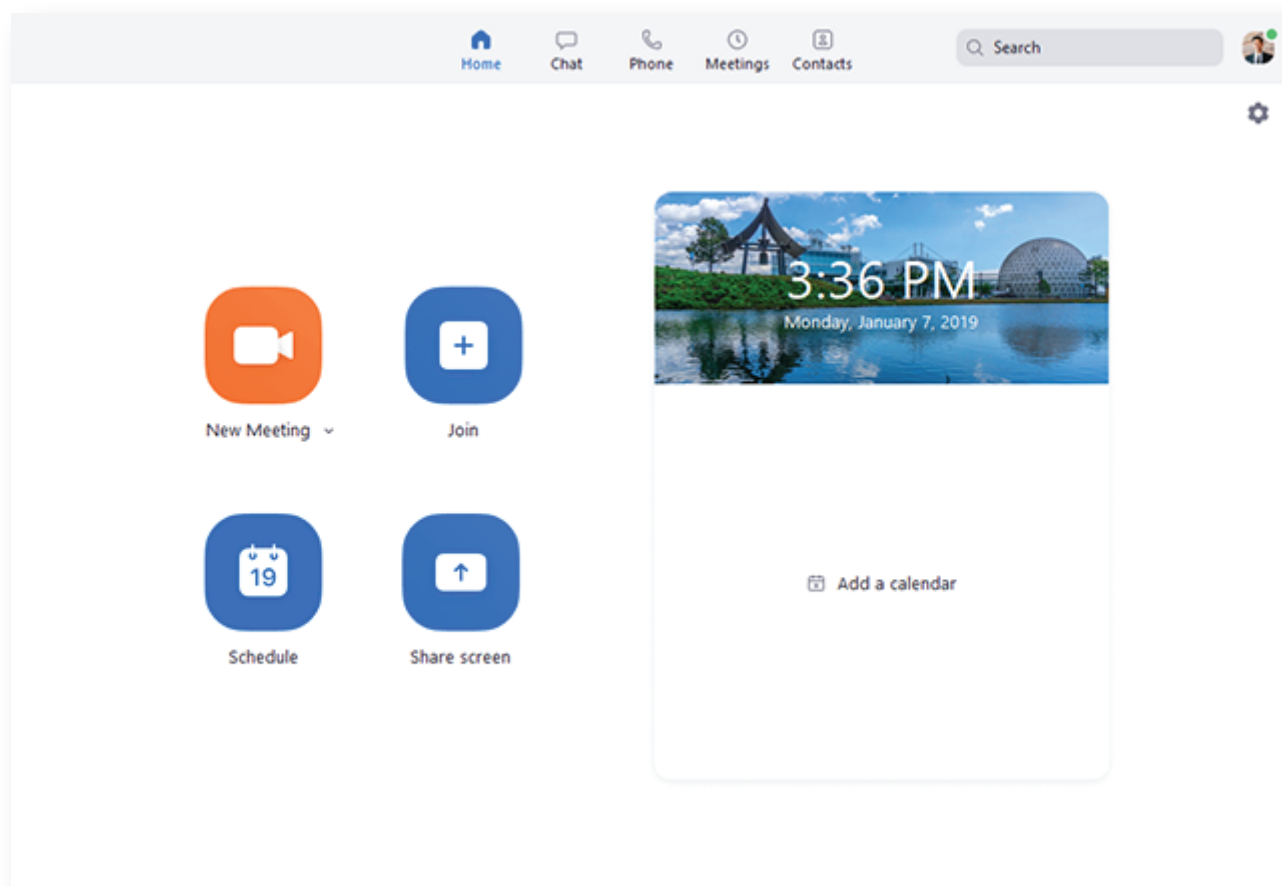 Home Chat Phone Meetings Contacts Search
3:36 PM
Monday, January 7, 2019
New Meeting Join
19
Add a calendar
Schedule Share screen